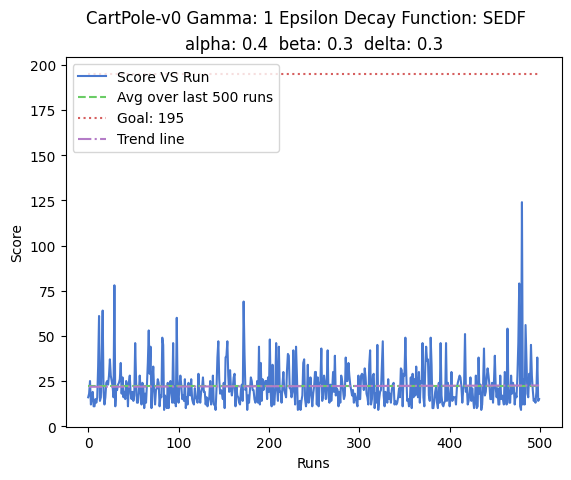 CartPole-v0 Gamma: 1 Epsilon Decay Function: SEDF
alpha: 0.4  beta: 0.3  delta: 0.3
Score VS Run
Avg over last 500 runs
Goal: 195
Trend line
Score
200
175
150
125
100
75
50
25
0
0 100 200 300 400 500
Runs